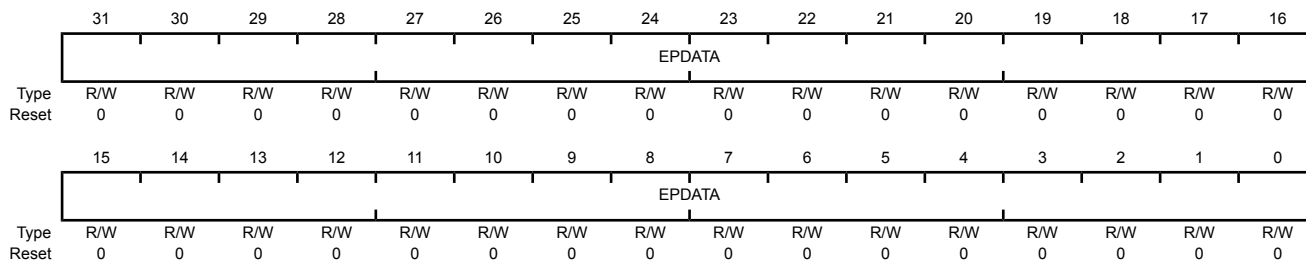 31 30 29 28 27 26 25 24 23 22 21 20 19 18 17 16
EPDATA
Type R/W R/W R/W R/W R/W R/W R/W R/W R/W R/W R/W R/W R/W R/W R/W R/W
Reset 0 0 0 0 0 0 0 0 0 0 0 0 0 0 0 0
15 14 13 12 11 10 9 8 7 6 5 4 3 2 1 0
EPDATA
Type R/W R/W R/W R/W R/W R/W R/W R/W R/W R/W R/W R/W R/W R/W R/W R/W
Reset 0 0 0 0 0 0 0 0 0 0 0 0 0 0 0 0